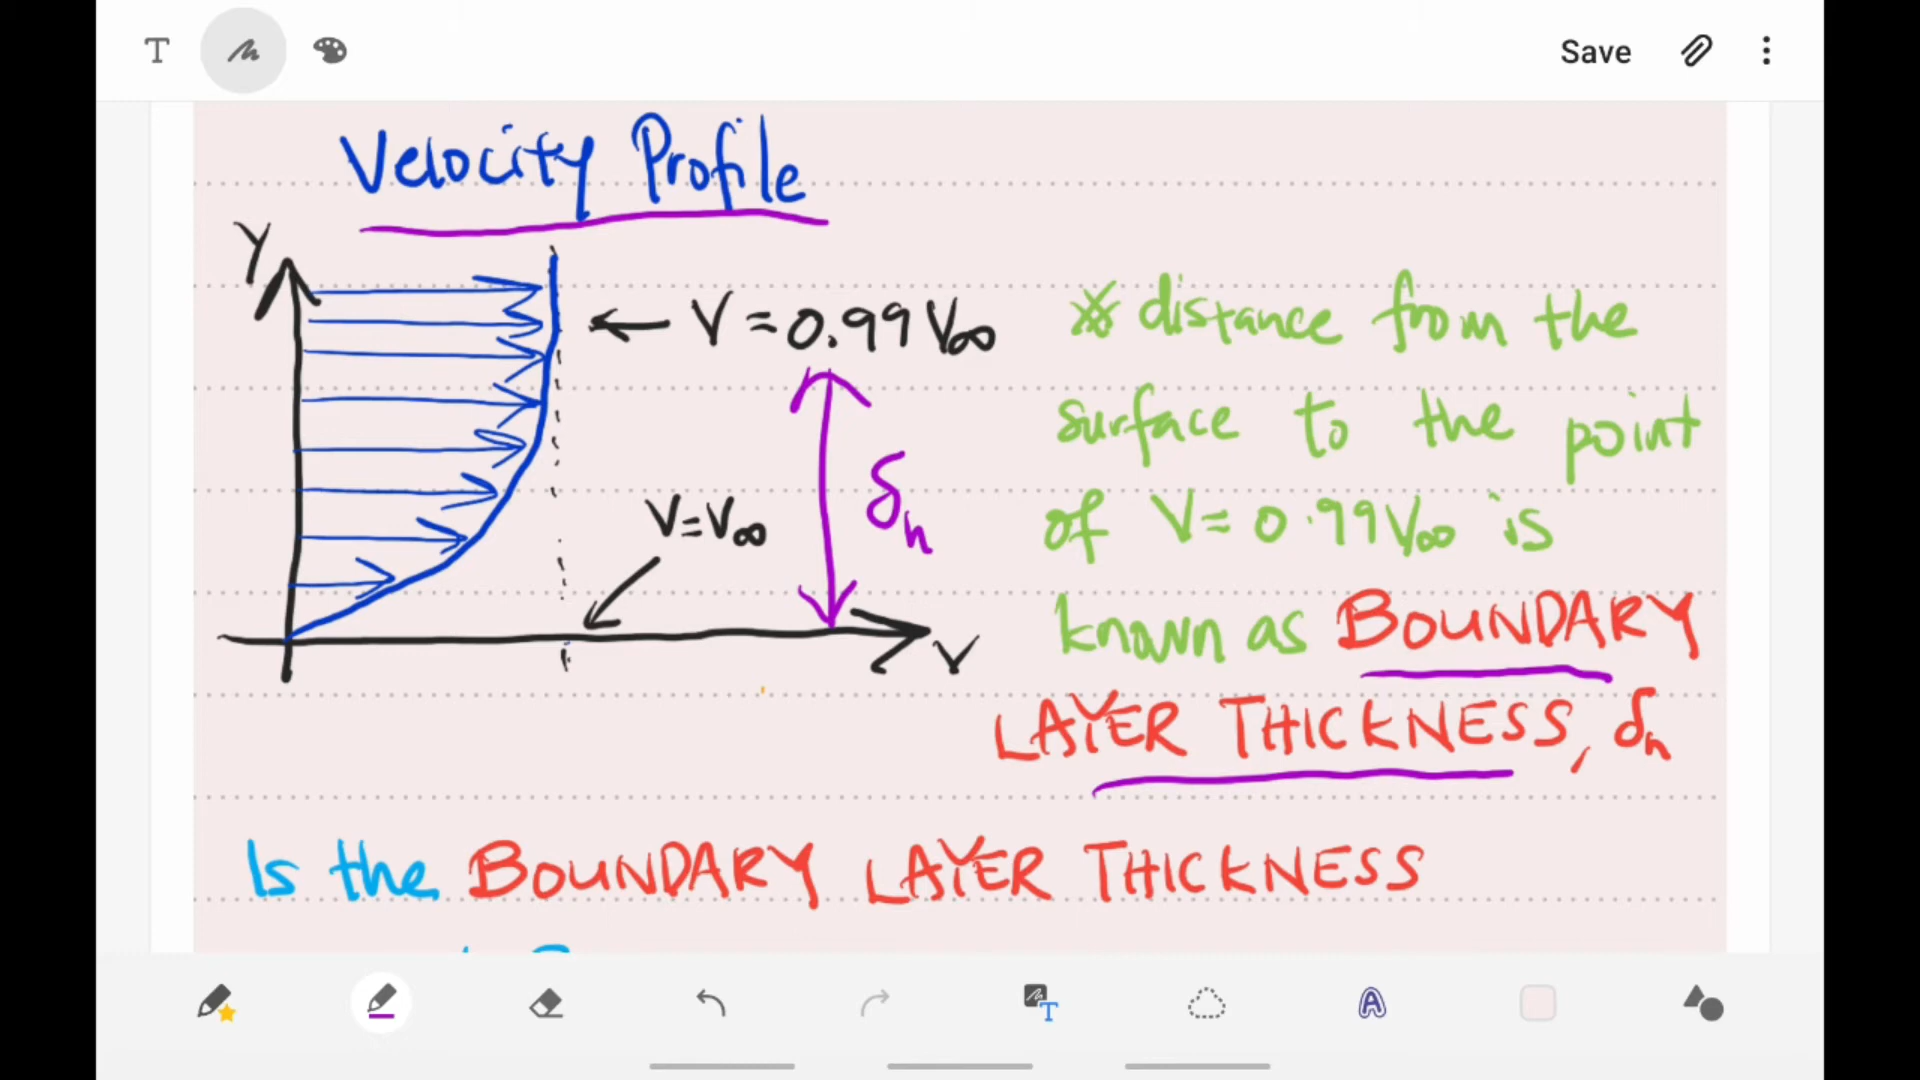 T
Save
Velocity Profile
Y
V = 0.99 V∞
V = V∞
δh
V
※ distance from the
surface to the point
of V = 0.99 V∞ is
known as BOUNDARY
LAYER THICKNESS, δh
Is the BOUNDARY LAYER THICKNESS
T
A